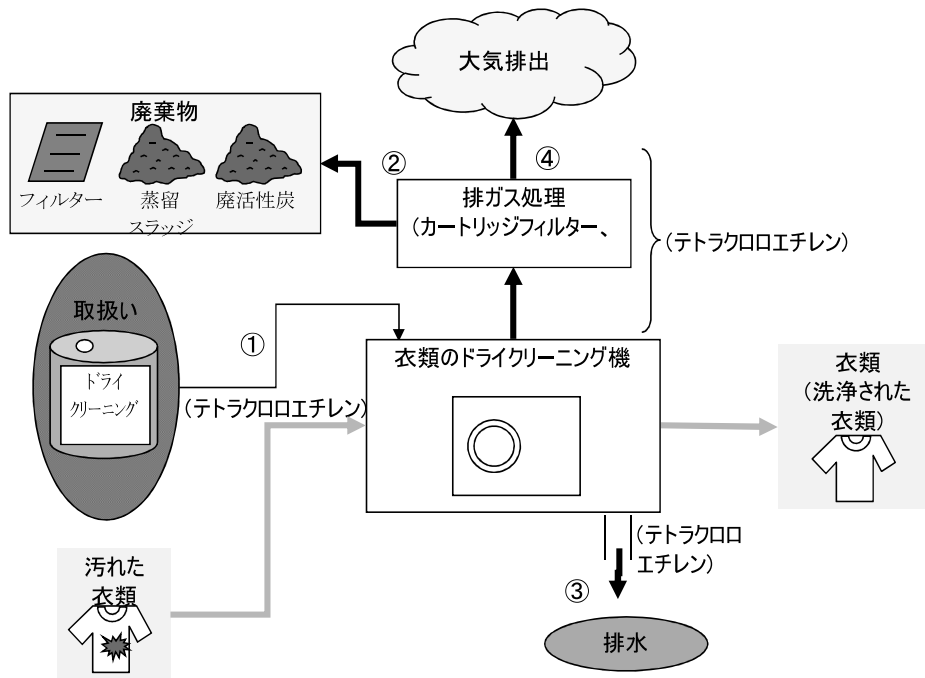 大気排出
廃棄物
フィルター
蒸留
スラッジ
廃活性炭
②
④
排ガス処理
（カートリッジフィルター、
（テトラクロロエチレン）
取扱い
ドライ
クリーニング
①
（テトラクロロエチレン）
衣類のドライクリーニング機
衣類
（洗浄された
衣類）
汚れた
衣類
（テトラクロロ
エチレン）
③
排水